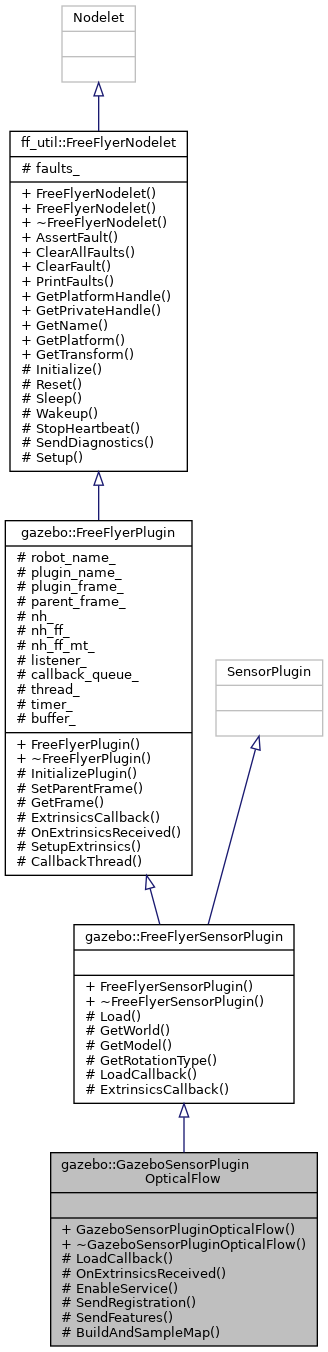 Nodelet
ff_util::FreeFlyerNodelet
# faults_
+ FreeFlyerNodelet()
+ FreeFlyerNodelet()
+ ~FreeFlyerNodelet()
+ AssertFault()
+ ClearAllFaults()
+ ClearFault()
+ PrintFaults()
+ GetPlatformHandle()
+ GetPrivateHandle()
+ GetName()
+ GetPlatform()
+ GetTransform()
# Initialize()
# Reset()
# Sleep()
# Wakeup()
# StopHeartbeat()
# SendDiagnostics()
# Setup()
gazebo::FreeFlyerPlugin
# robot_name_
# plugin_name_
# plugin_frame_
# parent_frame_
# nh_
# nh_ff_
# nh_ff_mt_
# listener_
# callback_queue_
# thread_
# timer_
# buffer_
+ FreeFlyerPlugin()
+ ~FreeFlyerPlugin()
# InitializePlugin()
# SetParentFrame()
# GetFrame()
# ExtrinsicsCallback()
# OnExtrinsicsReceived()
# SetupExtrinsics()
# CallbackThread()
SensorPlugin
gazebo::FreeFlyerSensorPlugin
+ FreeFlyerSensorPlugin()
+ ~FreeFlyerSensorPlugin()
# Load()
# GetWorld()
# GetModel()
# GetRotationType()
# LoadCallback()
# ExtrinsicsCallback()
gazebo::GazeboSensorPlugin
OpticalFlow
+ GazeboSensorPluginOpticalFlow()
+ ~GazeboSensorPluginOpticalFlow()
# LoadCallback()
# OnExtrinsicsReceived()
# EnableService()
# SendRegistration()
# SendFeatures()
# BuildAndSampleMap()